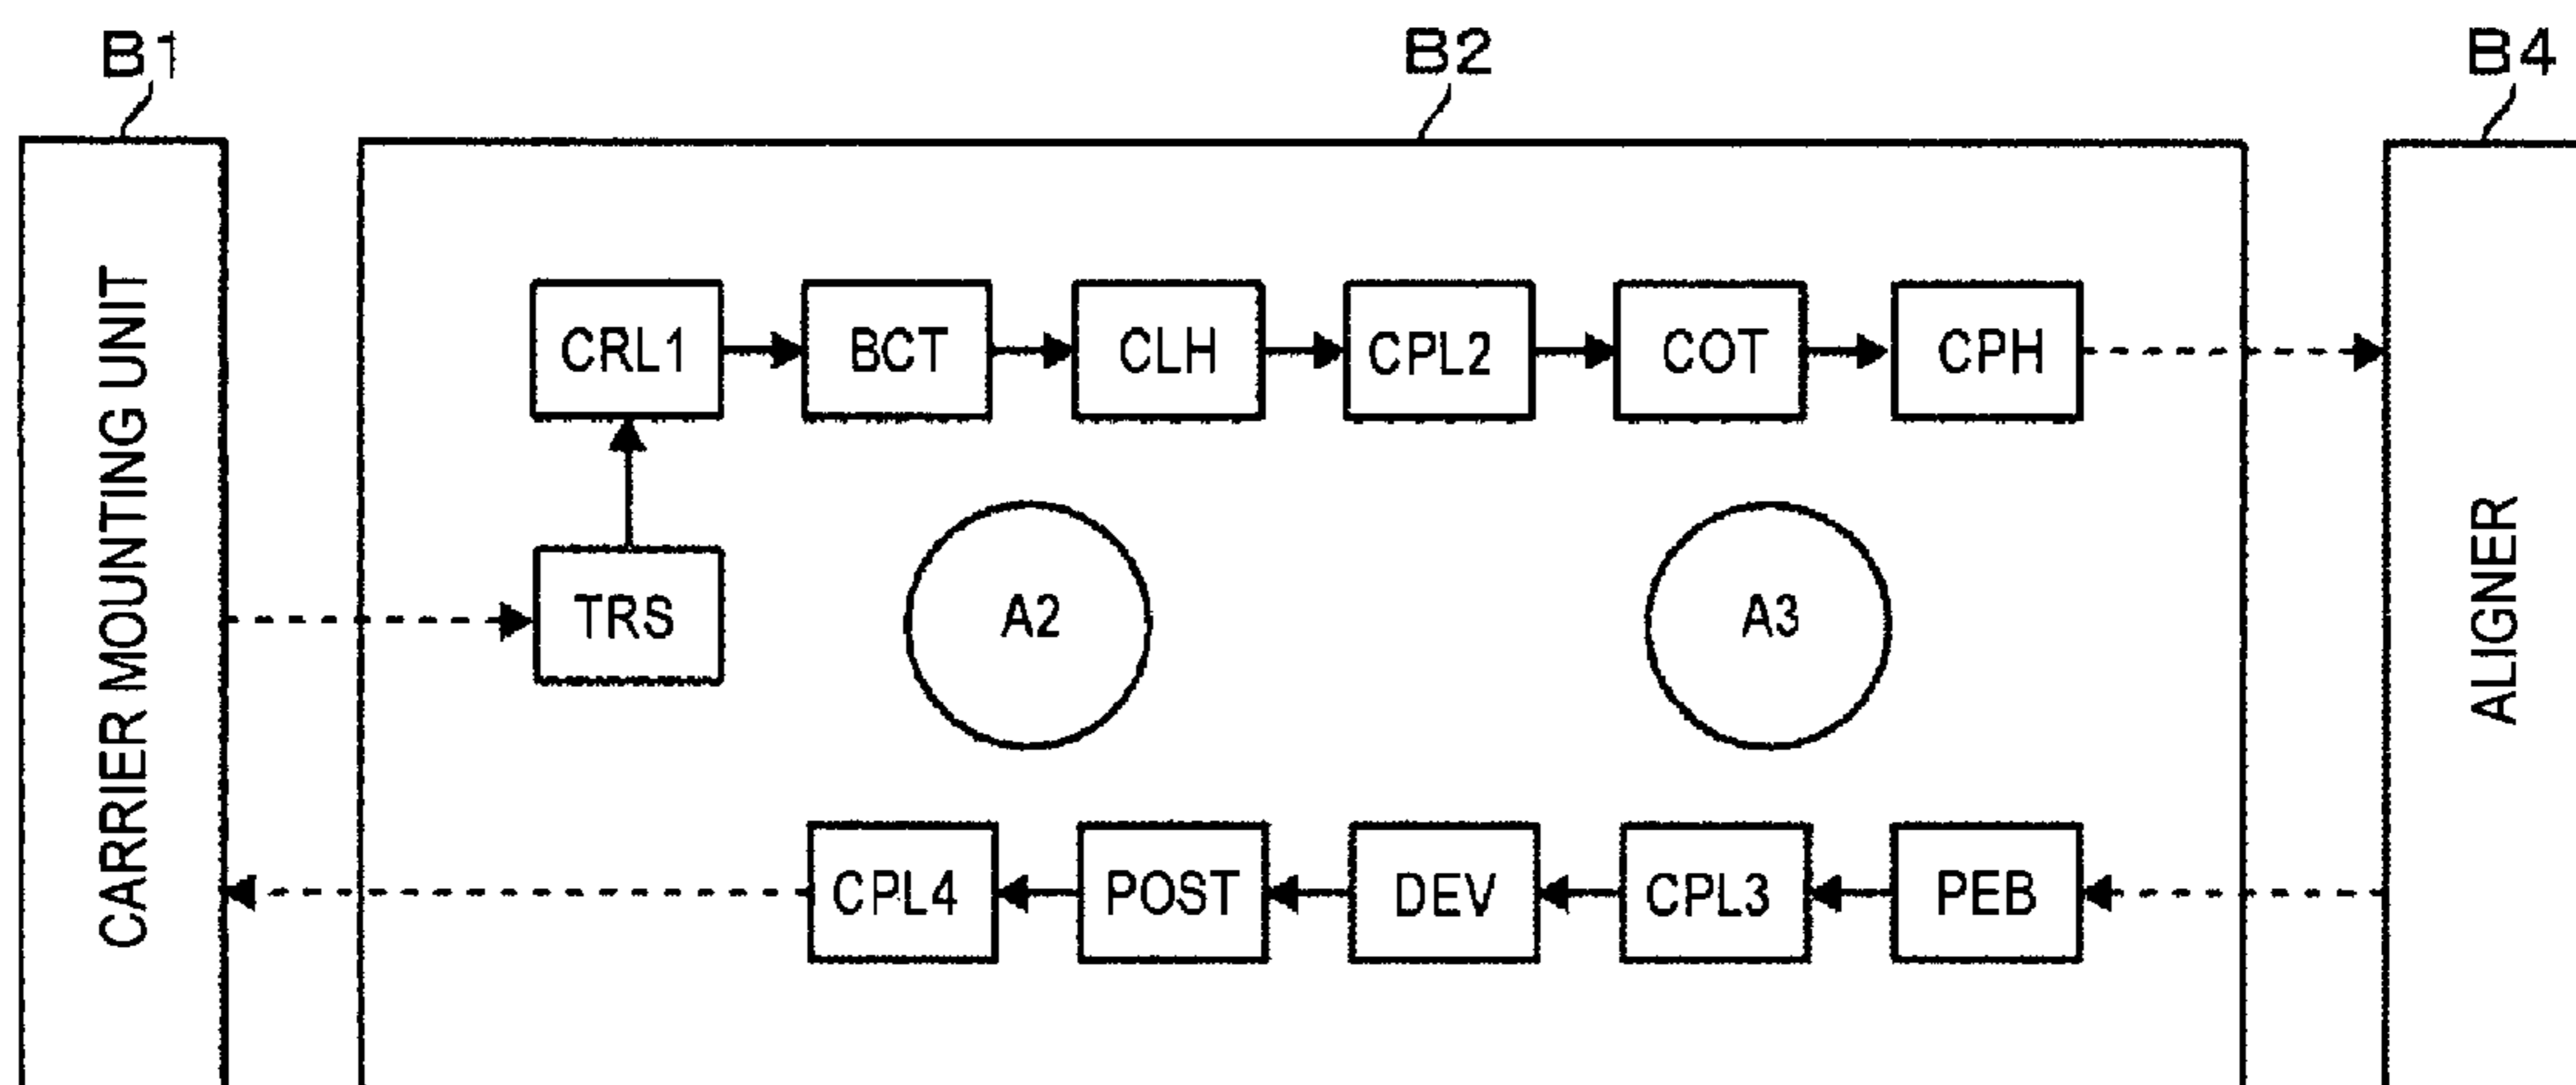 B1
B2
B4
CARRIER MOUNTING UNIT
CRL1
BCT
CLH
CPL2
COT
CPH
TRS
A2
A3
ALIGNER
CPL4
POST
DEV
CPL3
PEB